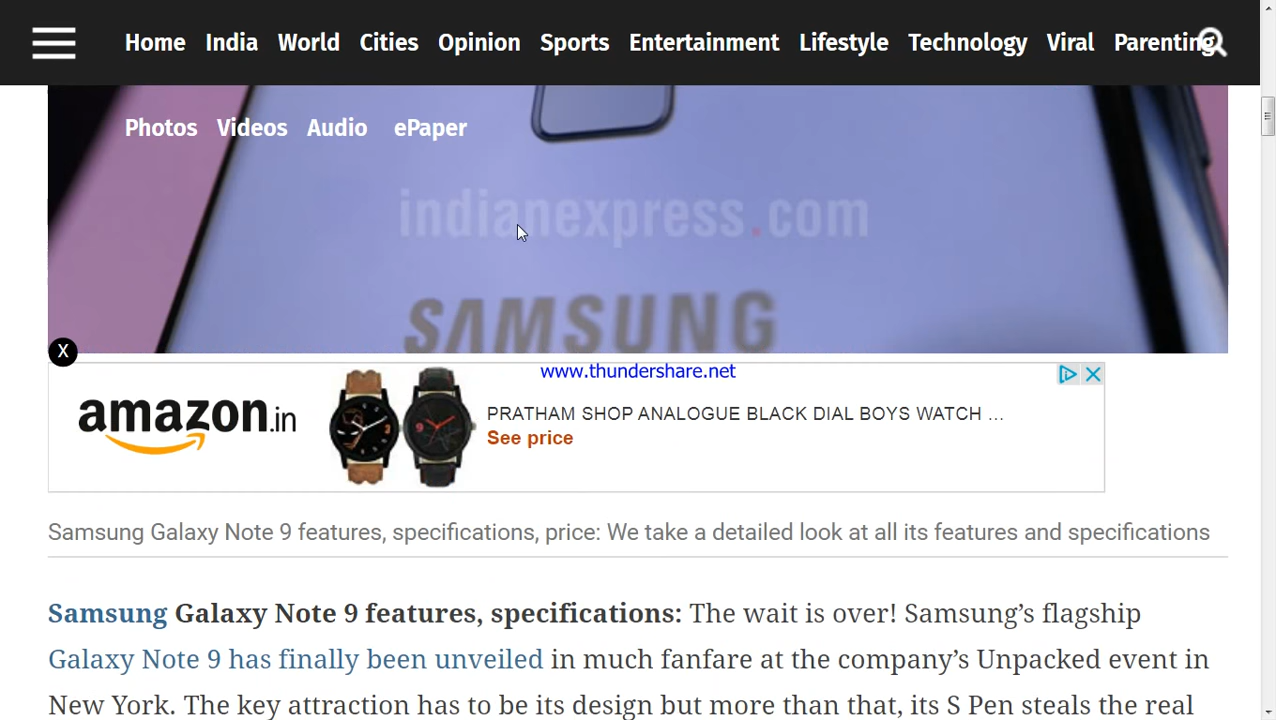 Home India World Cities Opinion Sports Entertainment Lifestyle Technology Viral Parenting
Photos Videos Audio ePaper
indianexpress.com
SAMSUNG
X
www.thundershare.net
amazon.in
PRATHAM SHOP ANALOGUE BLACK DIAL BOYS WATCH ...
See price
Samsung Galaxy Note 9 features, specifications, price: We take a detailed look at all its features and specifications
Samsung Galaxy Note 9 features, specifications: The wait is over! Samsung’s flagship
Galaxy Note 9 has finally been unveiled in much fanfare at the company’s Unpacked event in
New York. The key attraction has to be its design but more than that, its S Pen steals the real